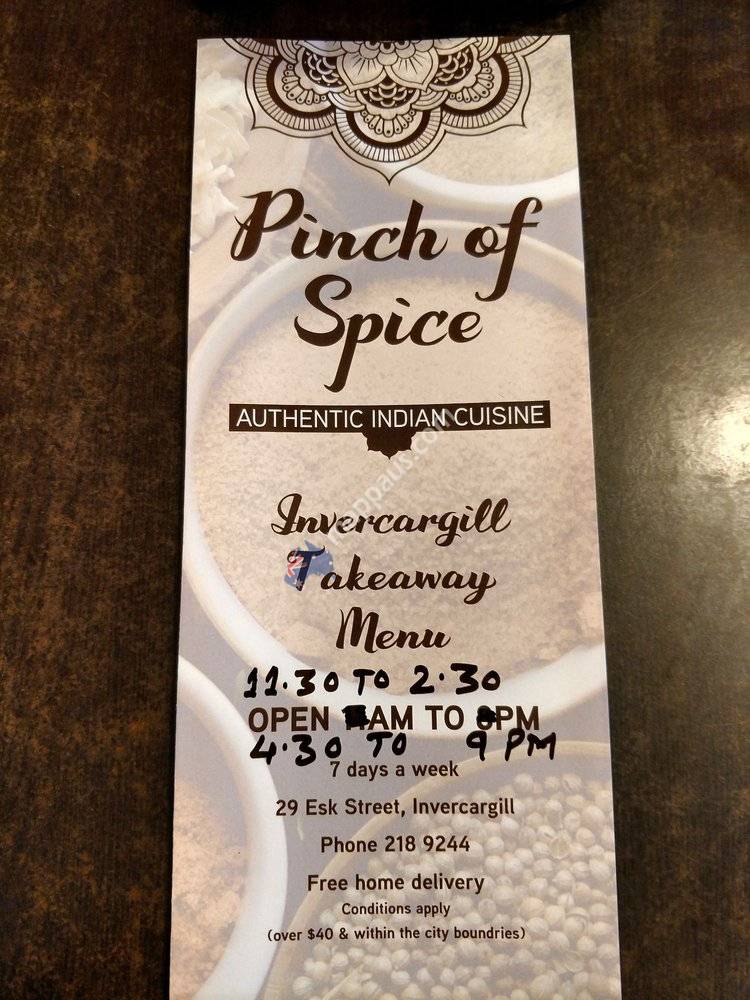 Pinch of
Spice
AUTHENTIC INDIAN CUISINE
Invercargill
Takeaway
Menu
11.30 TO 2.30
OPEN AM TO PM
4.30 TO 9 PM
7 days a week
29 Esk Street, Invercargill
Phone 218 9244
Free home delivery
Conditions apply
(over $40 & within the city boundries)